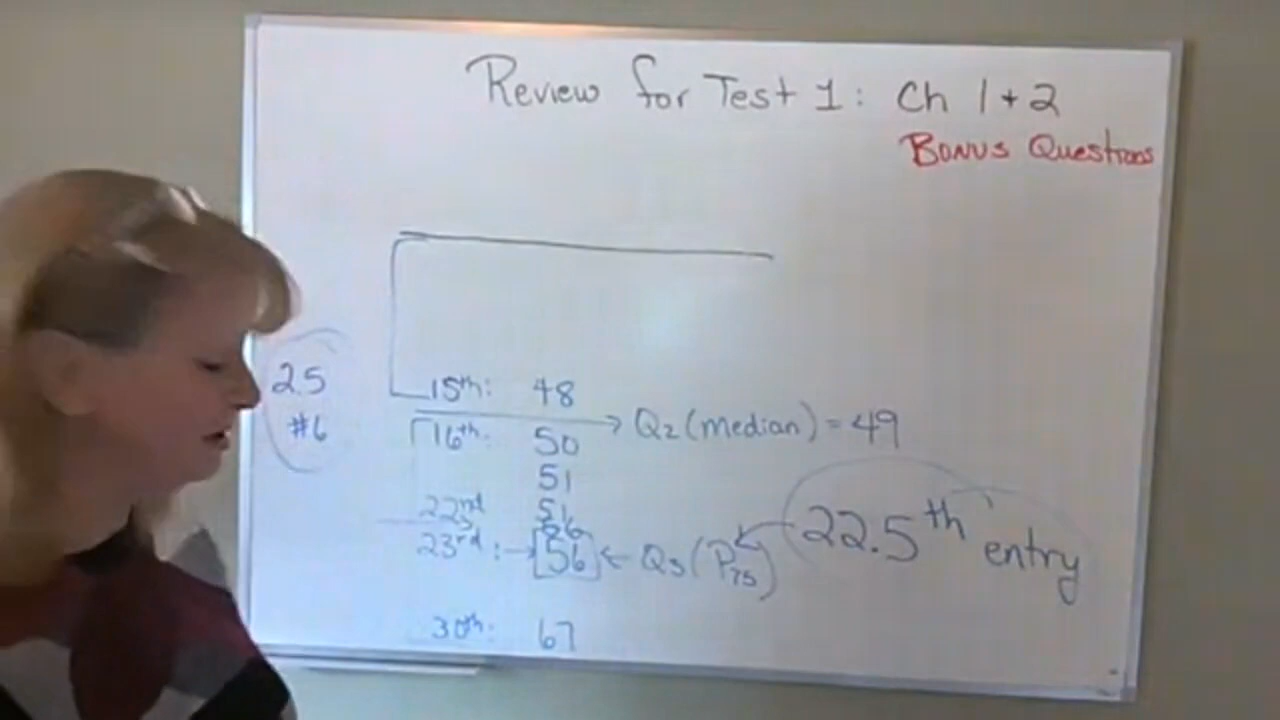 Review for Test 1: Ch 1 + 2
Bonus Questions
2.5
#6
15th: 48
→ Q2 (median) = 49
16th: 50
51
22nd 51
56
23rd: → 56 ← Q3 (P75) 22.5th entry
30th: 67